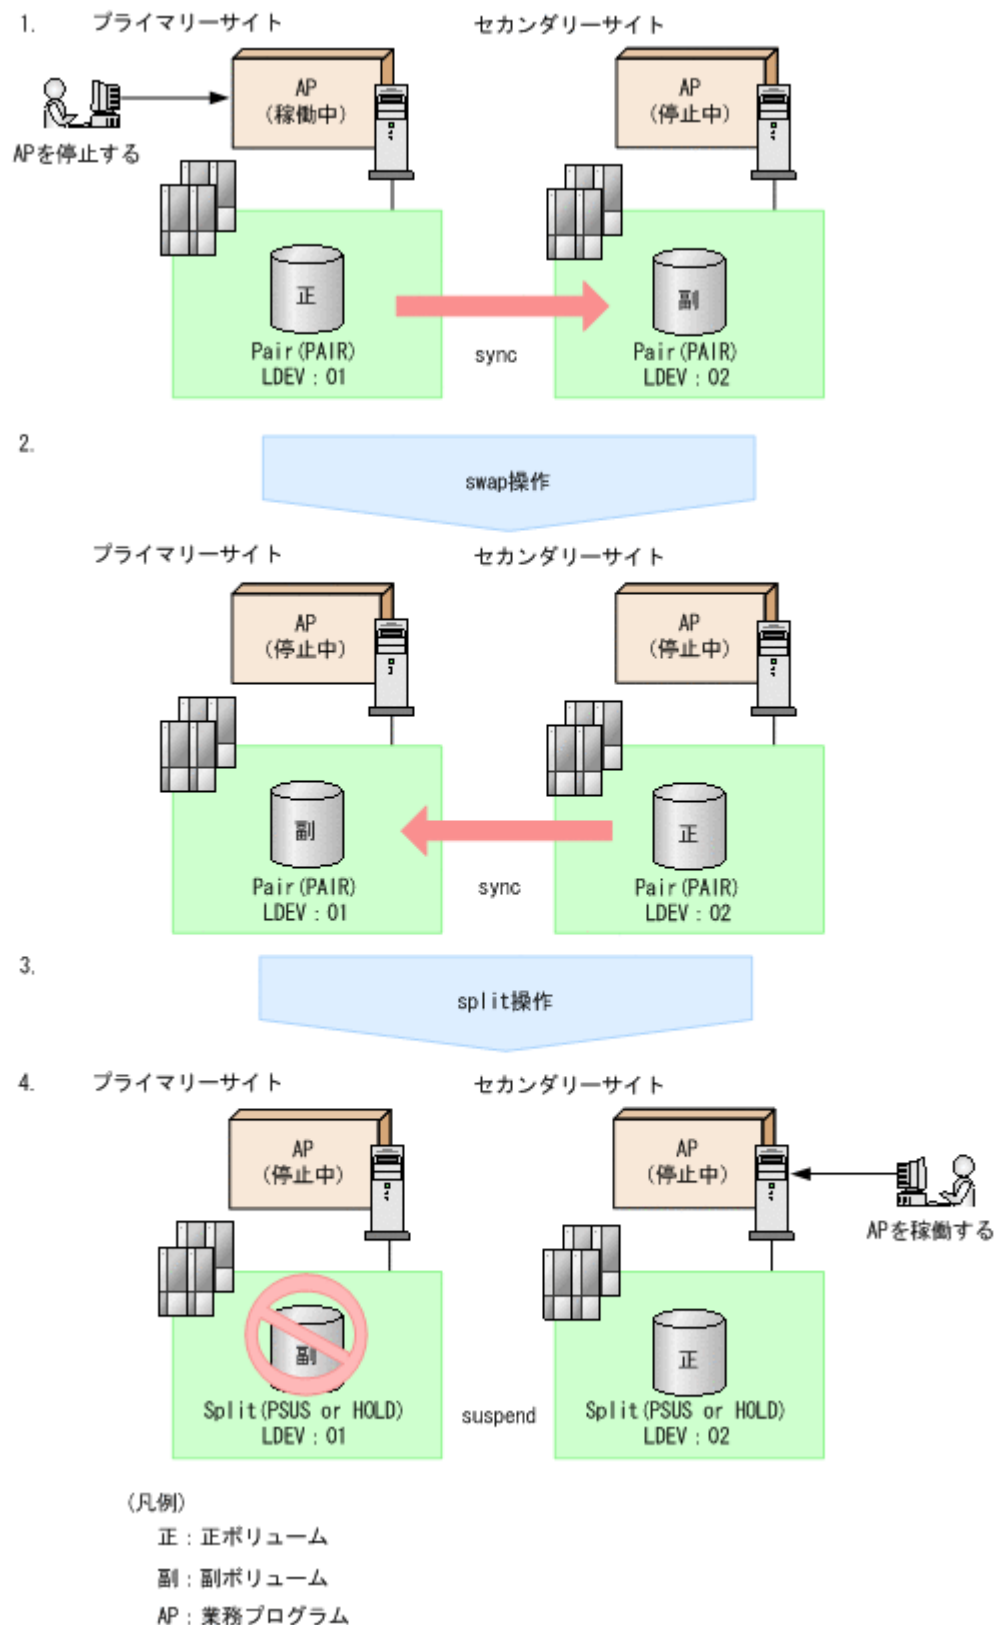 1. プライマリーサイト セカンダリーサイト
AP
(稼働中)
AP
(停止中)
APを停止する
正
副
Pair(PAIR)
LDEV：01
sync
Pair(PAIR)
LDEV：02
2.
swap操作
プライマリーサイト セカンダリーサイト
AP
(停止中)
AP
(停止中)
副
正
Pair(PAIR)
LDEV：01
sync
Pair(PAIR)
LDEV：02
3.
split操作
4. プライマリーサイト セカンダリーサイト
AP
(停止中)
AP
(停止中)
APを稼働する
副
正
Split(PSUS or HOLD)
LDEV：01
suspend
Split(PSUS or HOLD)
LDEV：02
(凡例)
正：正ボリューム
副：副ボリューム
AP：業務プログラム